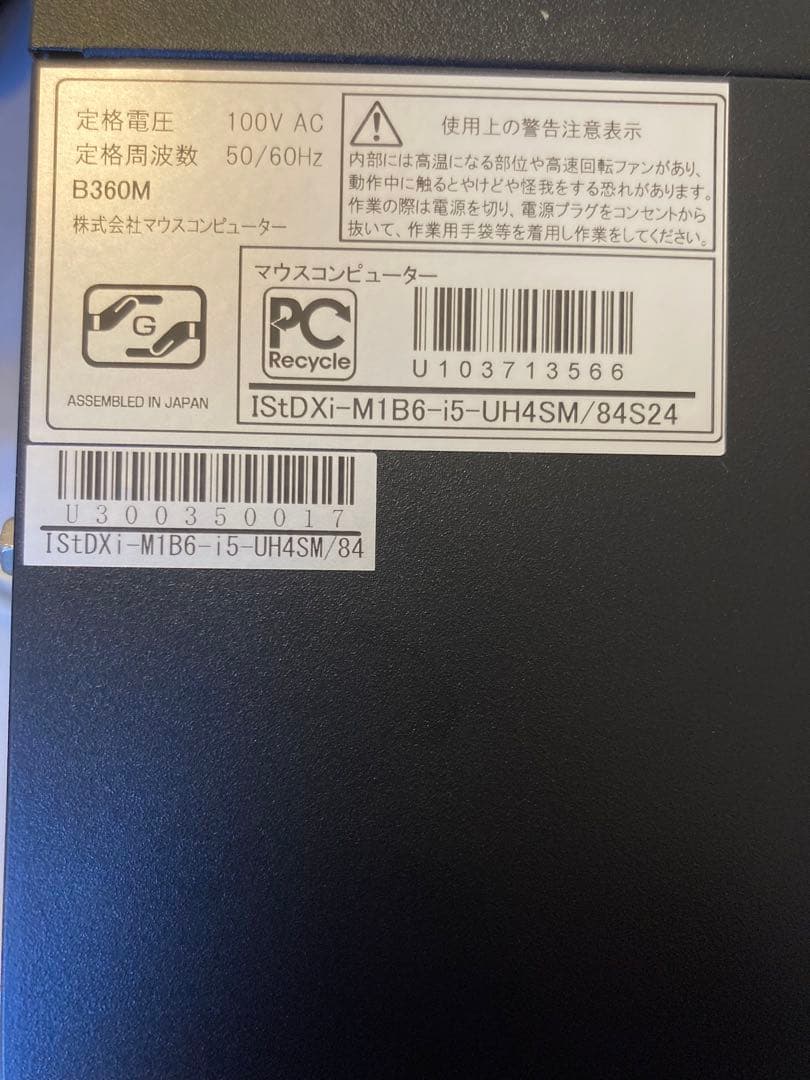 定格電圧 100V AC
定格周波数 50/60Hz
B360M
株式会社マウスコンピューター
使用上の警告注意表示
内部には高温になる部位や高速回転ファンがあり、
動作中に触るとやけどや怪我をする恐れがあります。
作業の際は電源を切り、電源プラグをコンセントから
抜いて、作業用手袋等を着用し作業をしてください。
G
ASSEMBLED IN JAPAN
マウスコンピューター
PC
Recycle
U103713566
IStDXi-M1B6-i5-UH4SM/84S24
U300350017
IStDXi-M1B6-i5-UH4SM/84